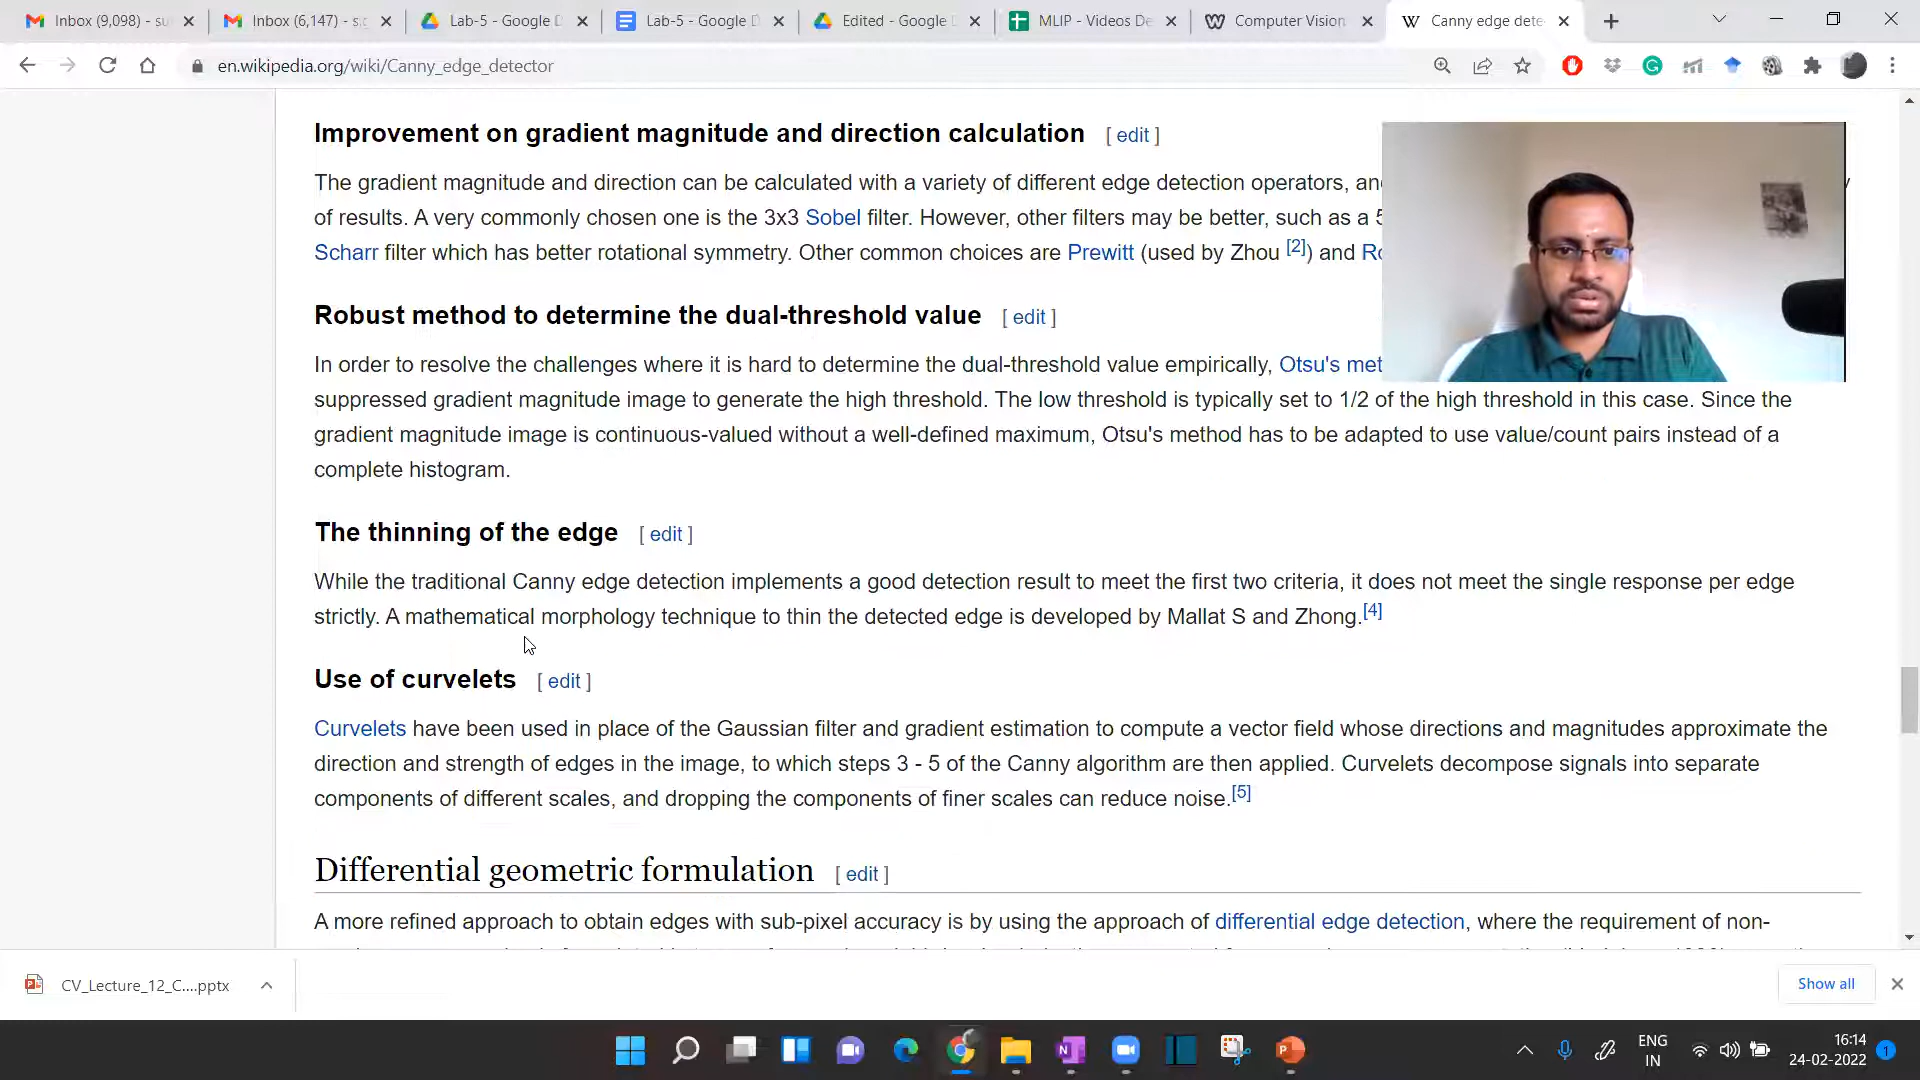 Inbox (9,098) - su
Inbox (6,147) - s.c
Lab-5 - Google D
Lab-5 - Google D
Edited - Google D
MLIP - Videos De
Computer Vision
Canny edge dete
en.wikipedia.org/wiki/Canny_edge_detector
Improvement on gradient magnitude and direction calculation [ edit ]
The gradient magnitude and direction can be calculated with a variety of different edge detection operators, and
of results. A very commonly chosen one is the 3x3 Sobel filter. However, other filters may be better, such as a 5
Scharr filter which has better rotational symmetry. Other common choices are Prewitt (used by Zhou [2]) and Ro
Robust method to determine the dual-threshold value [ edit ]
In order to resolve the challenges where it is hard to determine the dual-threshold value empirically, Otsu's met
suppressed gradient magnitude image to generate the high threshold. The low threshold is typically set to 1/2 of the high threshold in this case. Since the
gradient magnitude image is continuous-valued without a well-defined maximum, Otsu's method has to be adapted to use value/count pairs instead of a
complete histogram.
The thinning of the edge [ edit ]
While the traditional Canny edge detection implements a good detection result to meet the first two criteria, it does not meet the single response per edge
strictly. A mathematical morphology technique to thin the detected edge is developed by Mallat S and Zhong.[4]
Use of curvelets [ edit ]
Curvelets have been used in place of the Gaussian filter and gradient estimation to compute a vector field whose directions and magnitudes approximate the
direction and strength of edges in the image, to which steps 3 - 5 of the Canny algorithm are then applied. Curvelets decompose signals into separate
components of different scales, and dropping the components of finer scales can reduce noise.[5]
Differential geometric formulation [ edit ]
A more refined approach to obtain edges with sub-pixel accuracy is by using the approach of differential edge detection, where the requirement of non-
CV_Lecture_12_C....pptx
Show all
ENG
IN
16:14
24-02-2022
1